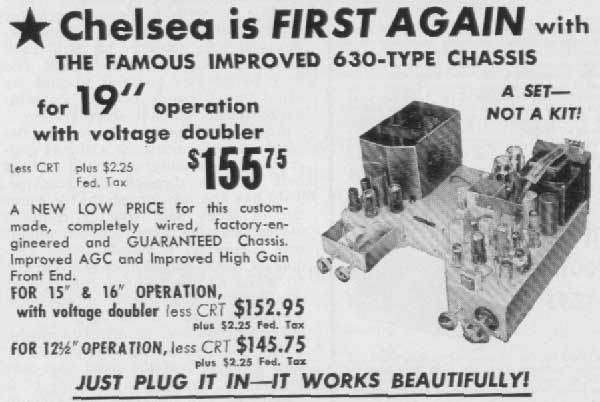 ★ Chelsea is FIRST AGAIN with
THE FAMOUS IMPROVED 630-TYPE CHASSIS
for 19" operation
with voltage doubler
less CRT plus $2.25 Fed. Tax
$155.75
A SET—
NOT A KIT!
A NEW LOW PRICE for this custom-
made, completely wired, factory-en-
gineered and GUARANTEED Chassis.
Improved AGC and Improved High Gain
Front End.
FOR 15" & 16" OPERATION,
with voltage doubler less CRT $152.95
plus $2.25 Fed. Tax
FOR 12½" OPERATION, less CRT $145.75
plus $2.25 Fed. Tax
JUST PLUG IT IN—IT WORKS BEAUTIFULLY!